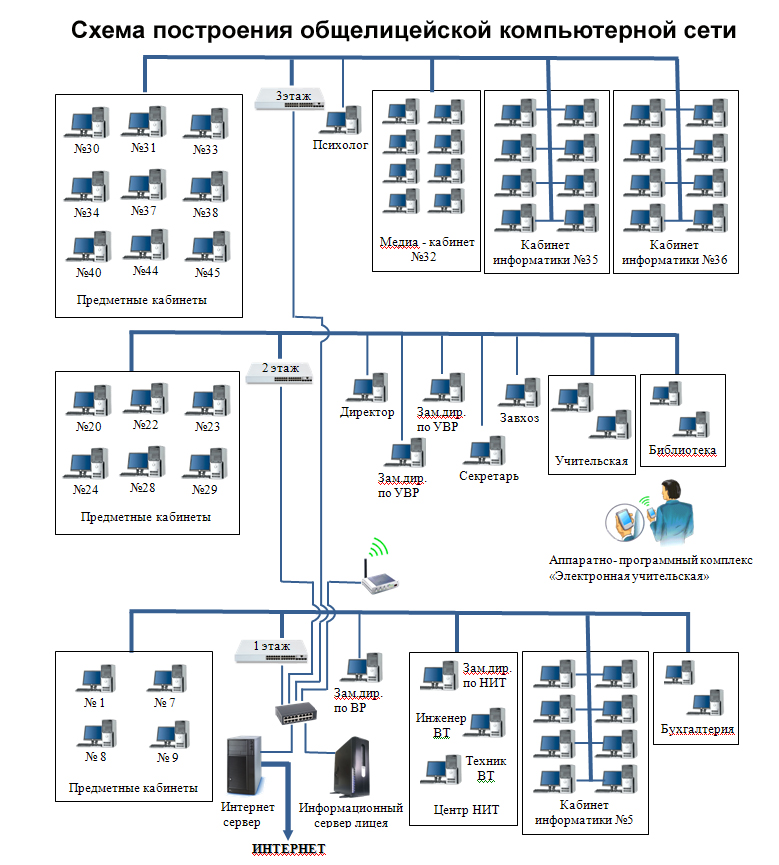 Схема построения общелицейской компьютерной сети
3этаж
Психолог
№30
№31
№33
№34
№37
№38
№40
№44
№45
Предметные кабинеты
Медиа - кабинет
№32
Кабинет
информатики №35
Кабинет
информатики №36
2 этаж
№20
№22
№23
№24
№28
№29
Предметные кабинеты
Директор
Зам.дир.
по УВР
Завхоз
Зам.дир.
по УВР
Секретарь
Учительская
Библиотека
Аппаратно- программный комплекс
«Электронная учительская»
1 этаж
№ 1
№ 7
№ 8
№ 9
Предметные кабинеты
Зам.дир.
по ВР
Зам.дир.
по НИТ
Инженер
ВТ
Техник
ВТ
Центр НИТ
Кабинет
информатики №5
Бухгалтерия
Интернет
сервер
Информационный
сервер лицея
ИНТЕРНЕТ